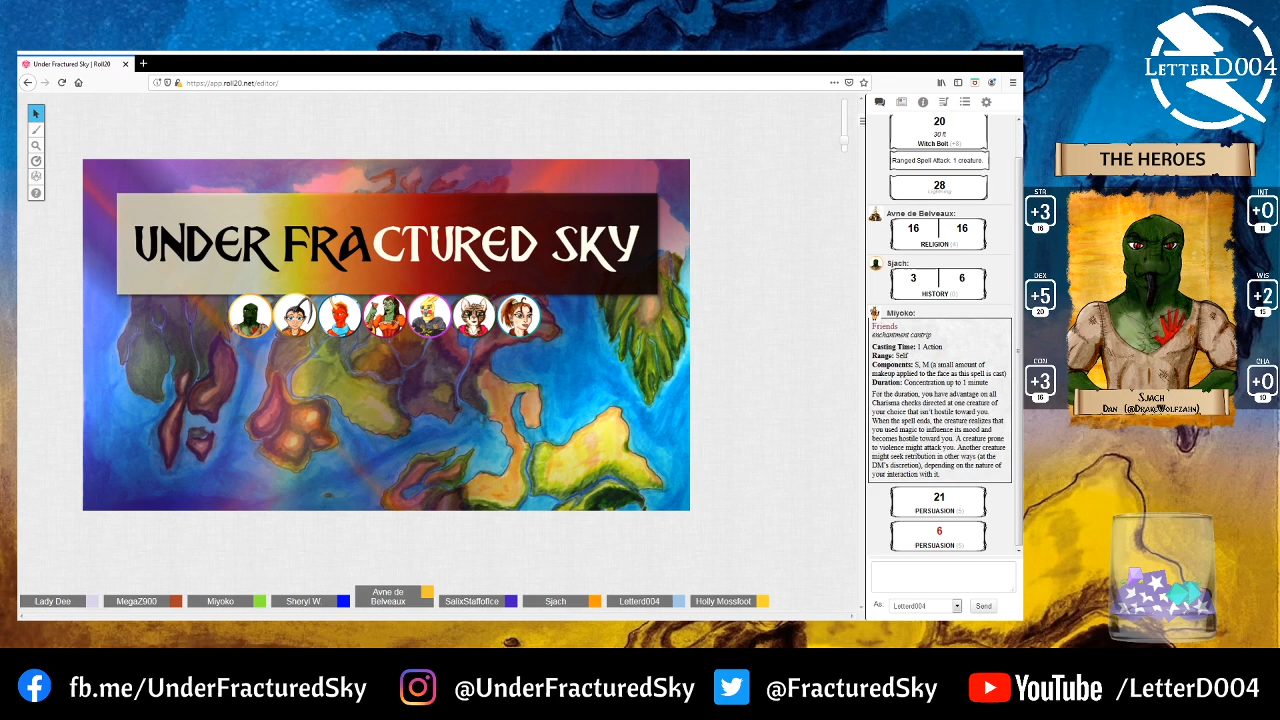 Under Fractured Sky | Roll20
https://app.roll20.net/editor/
UNDER FRACTURED SKY
20
30 ft
Witch Bolt (+8)
Ranged Spell Attack. 1 creature.
28
Lightning
Avne de Belveaux:
16 16
RELIGION (4)
Sjach:
3 6
HISTORY (0)
Miyoko:
Friends
enchantment cantrip
Casting Time: 1 Action
Range: Self
Components: S, M (a small amount of
makeup applied to the face as this spell is cast)
Duration: Concentration up to 1 minute
For the duration, you have advantage on all
Charisma checks directed at one creature of
your choice that isn't hostile toward you.
When the spell ends, the creature realizes that
you used magic to influence its mood and
becomes hostile toward you. A creature prone
to violence might attack you. Another creature
might seek retribution in other ways (at the
DM's discretion), depending on the nature of
your interaction with it.
21
PERSUASION (5)
6
PERSUASION (5)
As: Letterd004 Send
Lady Dee
MegaZ900
Miyoko
Sheryl W
Avne de
Belveaux
SalixStaffofIce
Sjach
Letterd004
Holly Mossfoot
LETTERD004
THE HEROES
STR
+3
16
DEX
+5
20
CON
+3
16
INT
+0
11
WIS
+2
15
CHA
+0
10
SJACH
DAN (@DRAKOWOLFZAHN)
fb.me/UnderFracturedSky
@UnderFracturedSky
@FracturedSky
YouTube /LetterD004